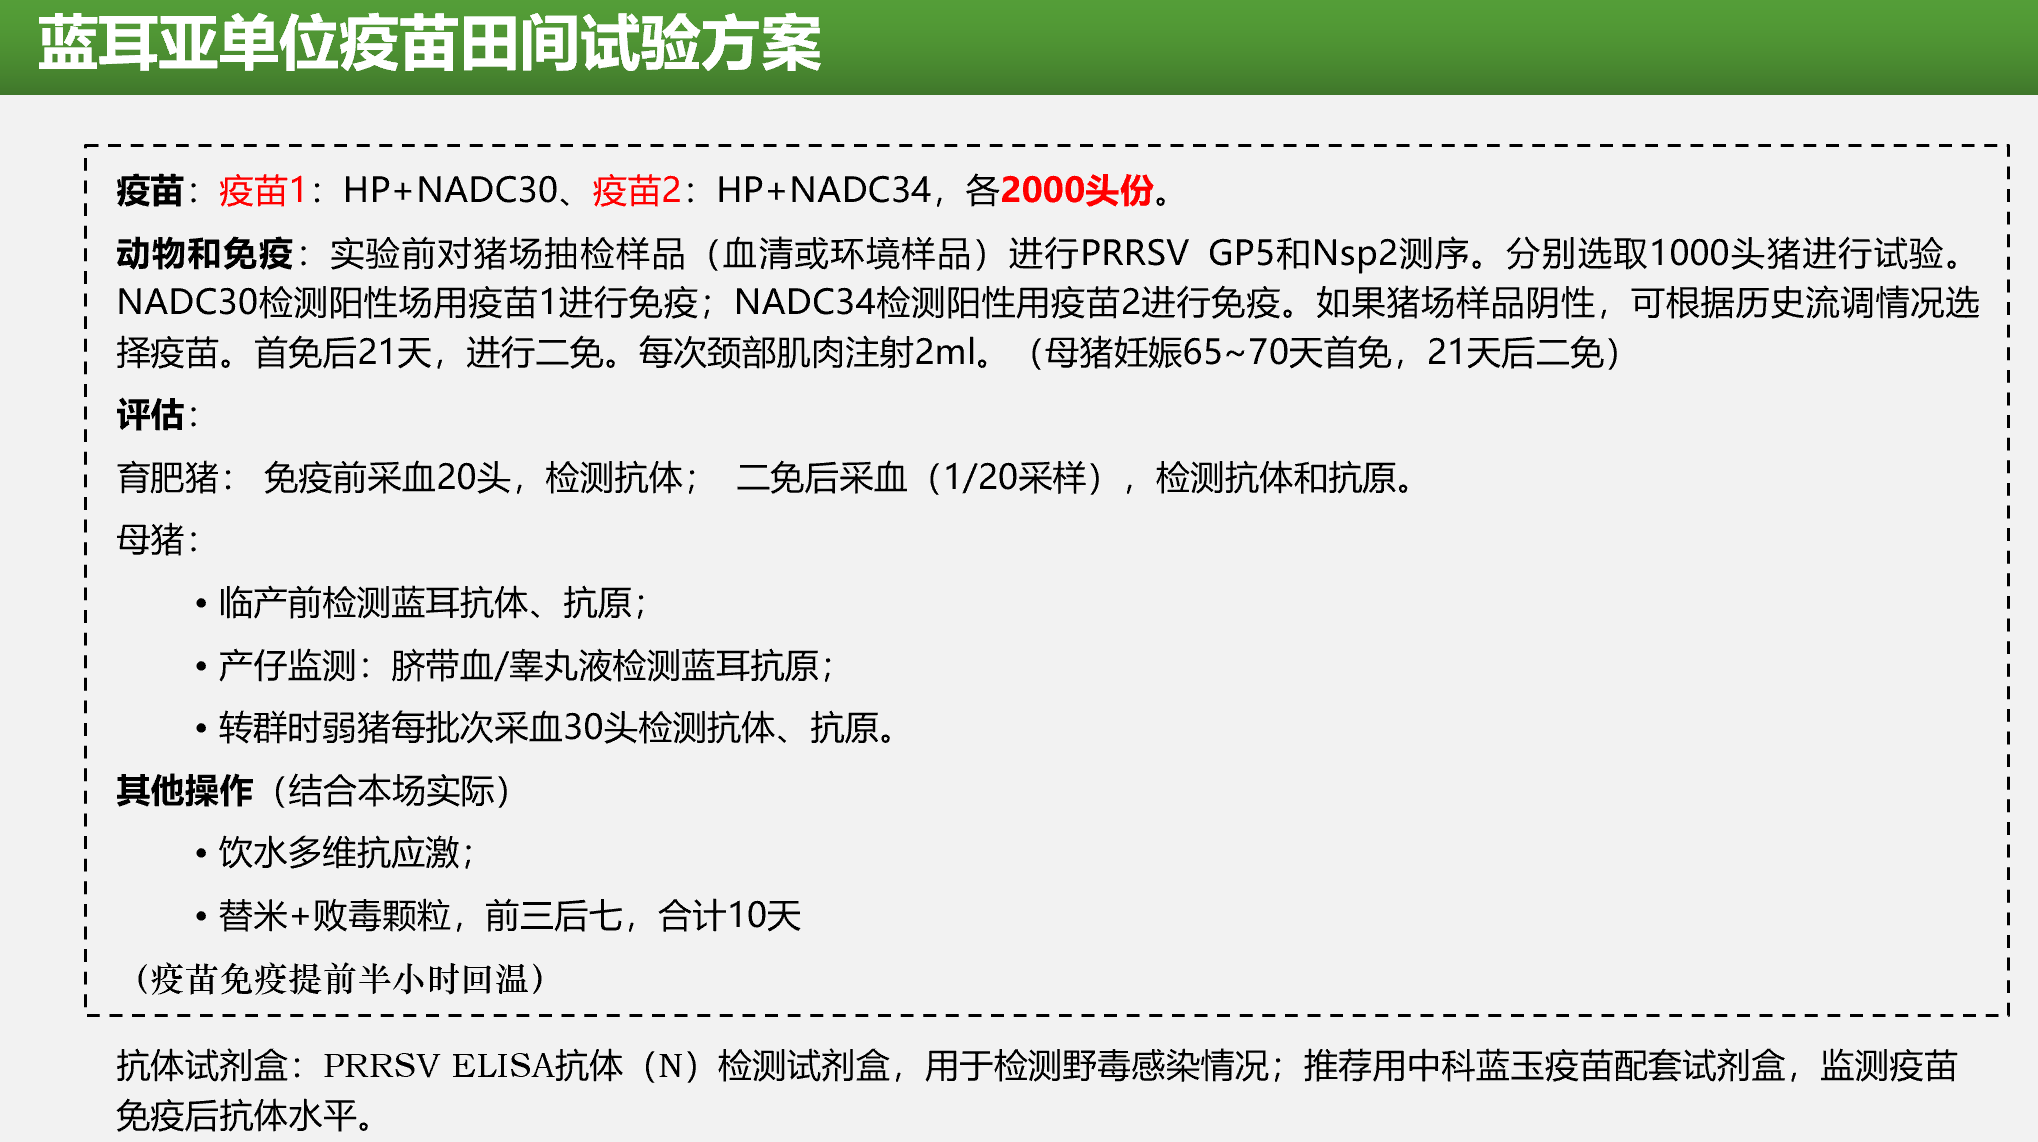 蓝耳亚单位疫苗田间试验方案
疫苗：疫苗1：HP+NADC30、疫苗2：HP+NADC34，各2000头份。
动物和免疫：实验前对猪场抽检样品（血清或环境样品）进行PRRSV GP5和Nsp2测序。分别选取1000头猪进行试验。
NADC30检测阳性场用疫苗1进行免疫；NADC34检测阳性用疫苗2进行免疫。如果猪场样品阴性，可根据历史流调情况选
择疫苗。首免后21天，进行二免。每次颈部肌肉注射2ml。（母猪妊娠65~70天首免，21天后二免）
评估：
育肥猪： 免疫前采血20头，检测抗体； 二免后采血（1/20采样），检测抗体和抗原。
母猪：
• 临产前检测蓝耳抗体、抗原；
• 产仔监测：脐带血/睾丸液检测蓝耳抗原；
• 转群时弱猪每批次采血30头检测抗体、抗原。
其他操作（结合本场实际）
• 饮水多维抗应激；
• 替米+败毒颗粒，前三后七，合计10天
（疫苗免疫提前半小时回温）
抗体试剂盒：PRRSV ELISA抗体（N）检测试剂盒，用于检测野毒感染情况；推荐用中科蓝玉疫苗配套试剂盒，监测疫苗
免疫后抗体水平。